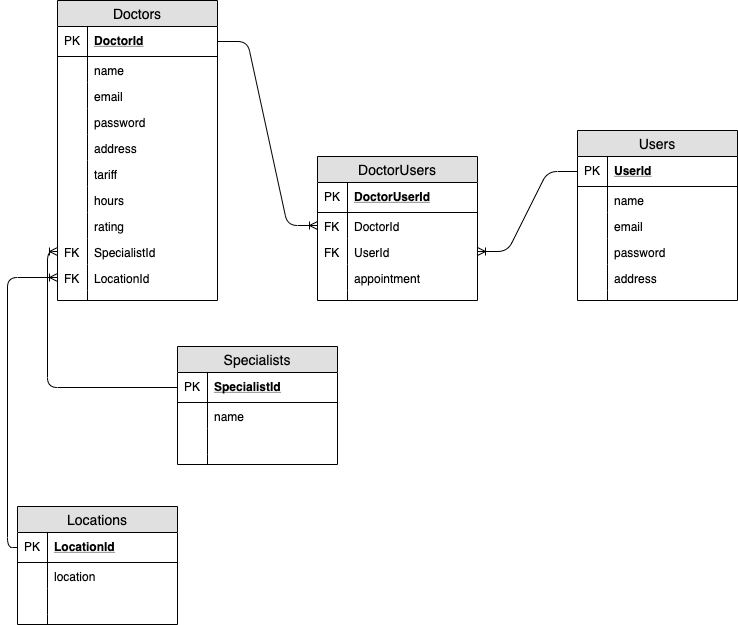 Doctors
PK DoctorId
name
email
password
address
tariff
hours
rating
FK SpecialistId
FK LocationId
DoctorUsers
PK DoctorUserId
FK DoctorId
FK UserId
appointment
Users
PK UserId
name
email
password
address
Specialists
PK SpecialistId
name
Locations
PK LocationId
location